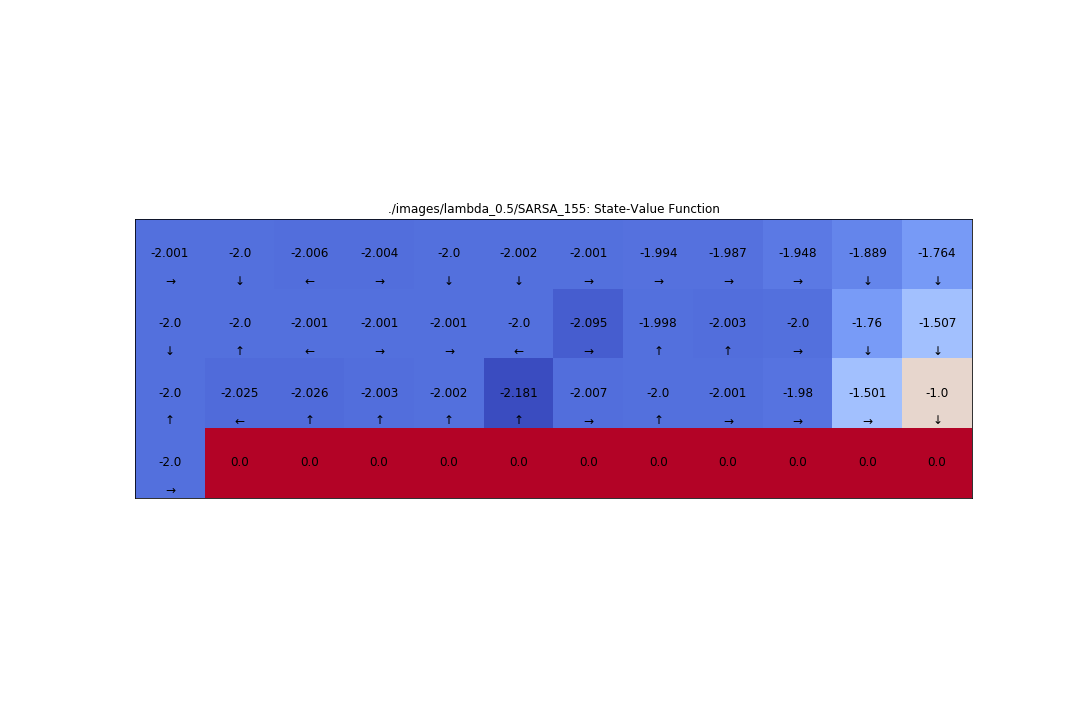 ./images/lambda_0.5/SARSA_155: State-Value Function
-2.001 -2.0 -2.006 -2.004 -2.0 -2.002 -2.001 -1.994 -1.987 -1.948 -1.889 -1.764
→ ↓ ← → ↓ ↓ → → → → ↓ ↓
-2.0 -2.0 -2.001 -2.001 -2.001 -2.0 -2.095 -1.998 -2.003 -2.0 -1.76 -1.507
↓ ↑ ← → → ← → ↑ ↑ → ↓ ↓
-2.0 -2.025 -2.026 -2.003 -2.002 -2.181 -2.007 -2.0 -2.001 -1.98 -1.501 -1.0
↑ ← ↑ ↑ ↑ ↑ → ↑ → → → ↓
-2.0 0.0 0.0 0.0 0.0 0.0 0.0 0.0 0.0 0.0 0.0 0.0
→